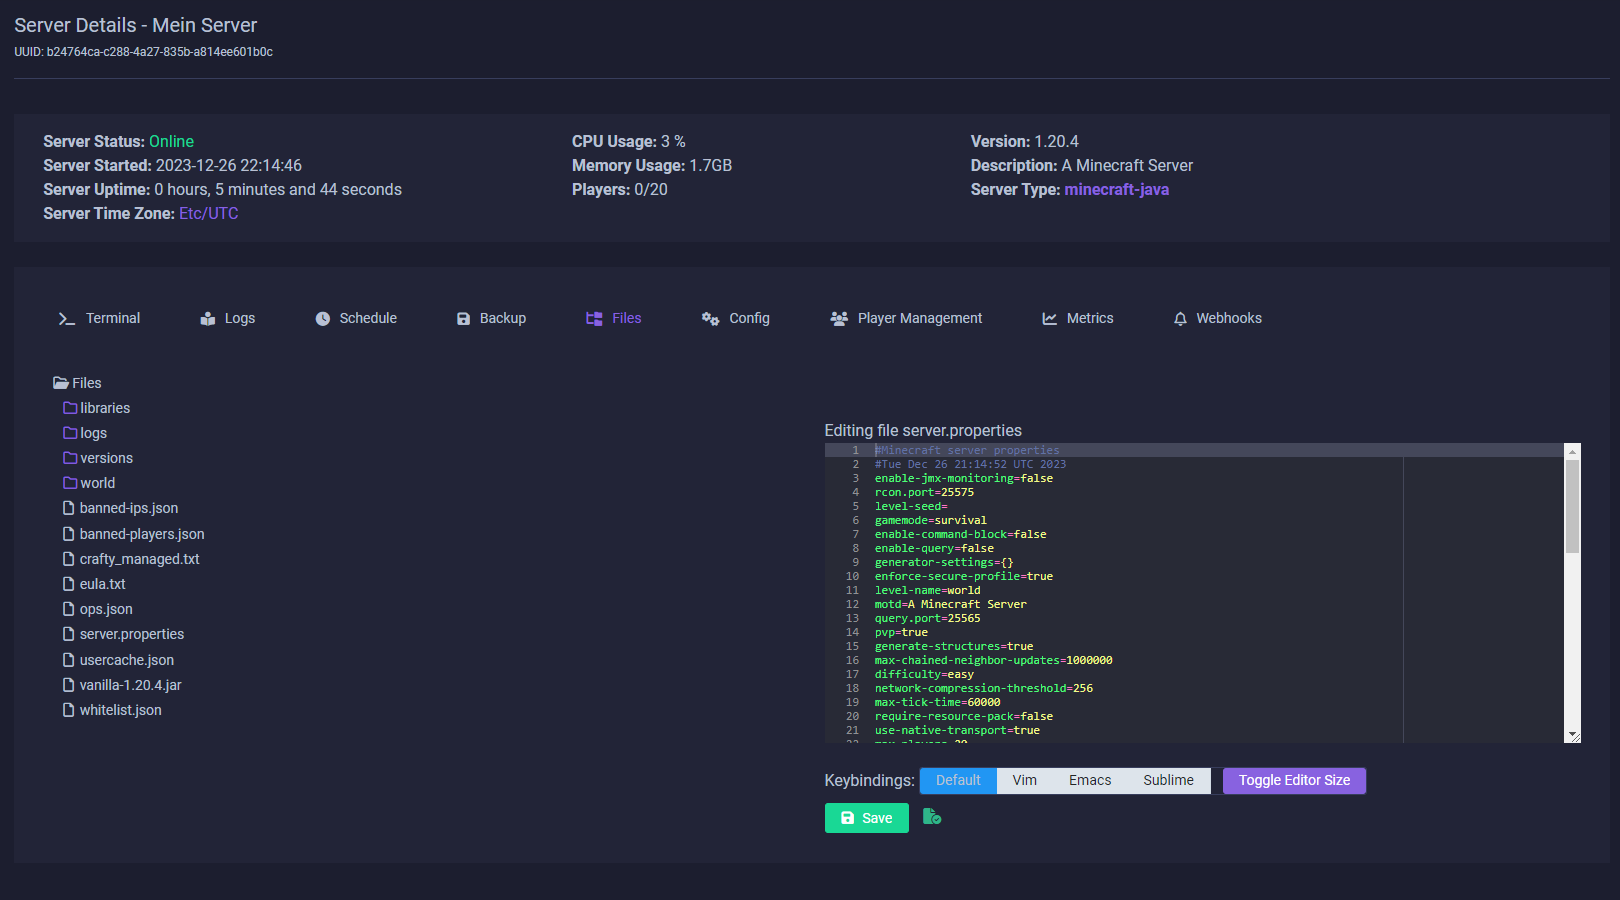 Server Details - Mein Server
UUID: b24764ca-c288-4a27-835b-a814ee601b0c
Server Status: Online
Server Started: 2023-12-26 22:14:46
Server Uptime: 0 hours, 5 minutes and 44 seconds
Server Time Zone: Etc/UTC
CPU Usage: 3 %
Memory Usage: 1.7GB
Players: 0/20
Version: 1.20.4
Description: A Minecraft Server
Server Type: minecraft-java
Terminal Logs Schedule Backup Files Config Player Management Metrics Webhooks
Files
libraries
logs
versions
world
banned-ips.json
banned-players.json
crafty_managed.txt
eula.txt
ops.json
server.properties
usercache.json
vanilla-1.20.4.jar
whitelist.json
Editing file server.properties
1 #Minecraft server properties
2 #Tue Dec 26 21:14:52 UTC 2023
3 enable-jmx-monitoring=false
4 rcon.port=25575
5 level-seed=
6 gamemode=survival
7 enable-command-block=false
8 enable-query=false
9 generator-settings={}
10 enforce-secure-profile=true
11 level-name=world
12 motd=A Minecraft Server
13 query.port=25565
14 pvp=true
15 generate-structures=true
16 max-chained-neighbor-updates=1000000
17 difficulty=easy
18 network-compression-threshold=256
19 max-tick-time=60000
20 require-resource-pack=false
21 use-native-transport=true
Keybindings: Default Vim Emacs Sublime Toggle Editor Size
Save